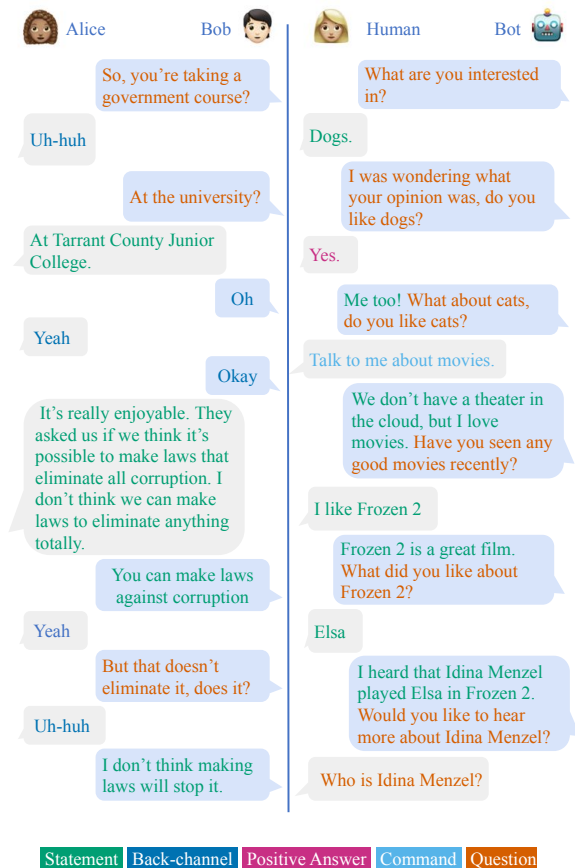 Alice
Bob
So, you're taking a
government course?
Uh-huh
At the university?
At Tarrant County Junior
College.
Oh
Yeah
Okay
It's really enjoyable. They
asked us if we think it's
possible to make laws that
eliminate all corruption. I
don't think we can make
laws to eliminate anything
totally.
You can make laws
against corruption
Yeah
But that doesn't
eliminate it, does it?
Uh-huh
I don't think making
laws will stop it.
Human
Bot
What are you interested
in?
Dogs.
I was wondering what
your opinion was, do you
like dogs?
Yes.
Me too! What about cats,
do you like cats?
Talk to me about movies.
We don't have a theater in
the cloud, but I love
movies. Have you seen any
good movies recently?
I like Frozen 2
Frozen 2 is a great film.
What did you like about
Frozen 2?
Elsa
I heard that Idina Menzel
played Elsa in Frozen 2.
Would you like to hear
more about Idina Menzel?
Who is Idina Menzel?
Statement Back-channel Positive Answer Command Question